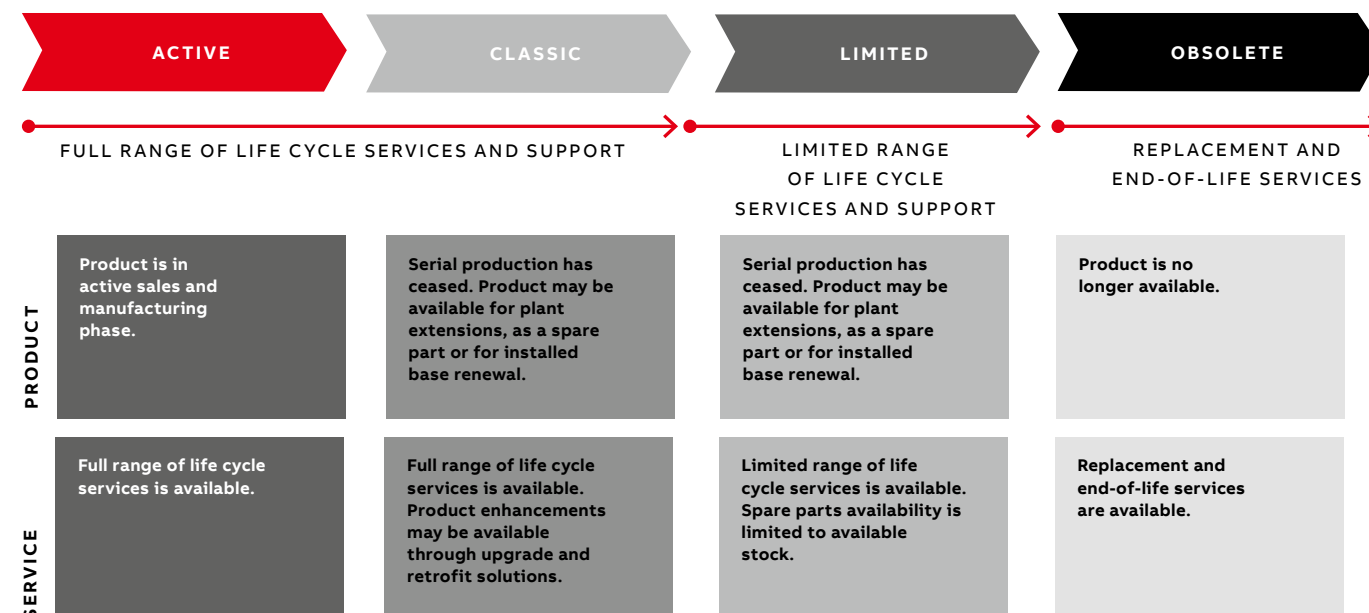 ACTIVE
CLASSIC
LIMITED
OBSOLETE
FULL RANGE OF LIFE CYCLE SERVICES AND SUPPORT
LIMITED RANGE
OF LIFE CYCLE
SERVICES AND SUPPORT
REPLACEMENT AND
END-OF-LIFE SERVICES
PRODUCT
Product is in
active sales and
manufacturing
phase.
Serial production has
ceased. Product may be
available for plant
extensions, as a spare
part or for installed
base renewal.
Serial production has
ceased. Product may be
available for plant
extensions, as a spare
part or for installed
base renewal.
Product is no
longer available.
SERVICE
Full range of life cycle
services is available.
Full range of life cycle
services is available.
Product enhancements
may be available
through upgrade and
retrofit solutions.
Limited range of life
cycle services is available.
Spare parts availability is
limited to available
stock.
Replacement and
end-of-life services
are available.